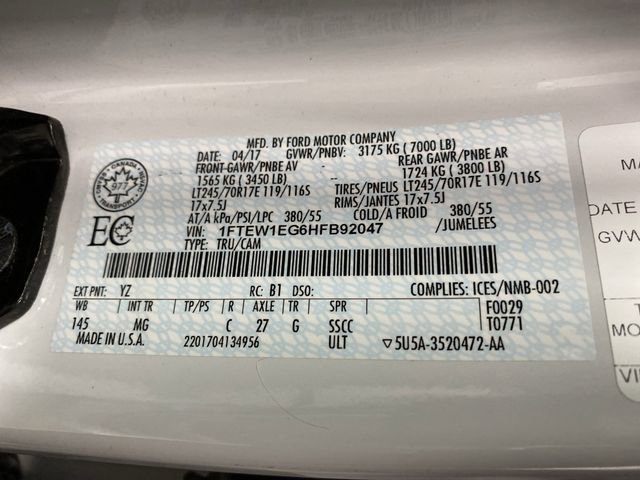 MFD. BY FORD MOTOR COMPANY
DATE: 04/17 GVWR/PNBV: 3175 KG ( 7000 LB)
FRONT GAWR/PNBE AV REAR GAWR/PNBE AR
1565 KG ( 3450 LB) 1724 KG ( 3800 LB)
LT245/70R17E 119/116S TIRES/PNEUS LT245/70R17E 119/116S
17x7.5J RIMS/JANTES 17x7.5J
AT/A kPa/PSI/LPC 380/55 COLD/A FROID 380/55
VIN: 1FTEW1EG6HFB92047 /JUMELEES
TYPE: TRU/CAM
CANADA
977
TRANSPORT
EC
EXT PNT: YZ RC: B1 DSO: COMPLIES: ICES/NMB-002
WB INT TR TP/PS R AXLE TR SPR F0029
145 MG C 27 G SSCC T0771
MADE IN U.S.A. 2201704134956 ULT ▽5U5A-3520472-AA
MA
DATE
GVW
T
MO
VI